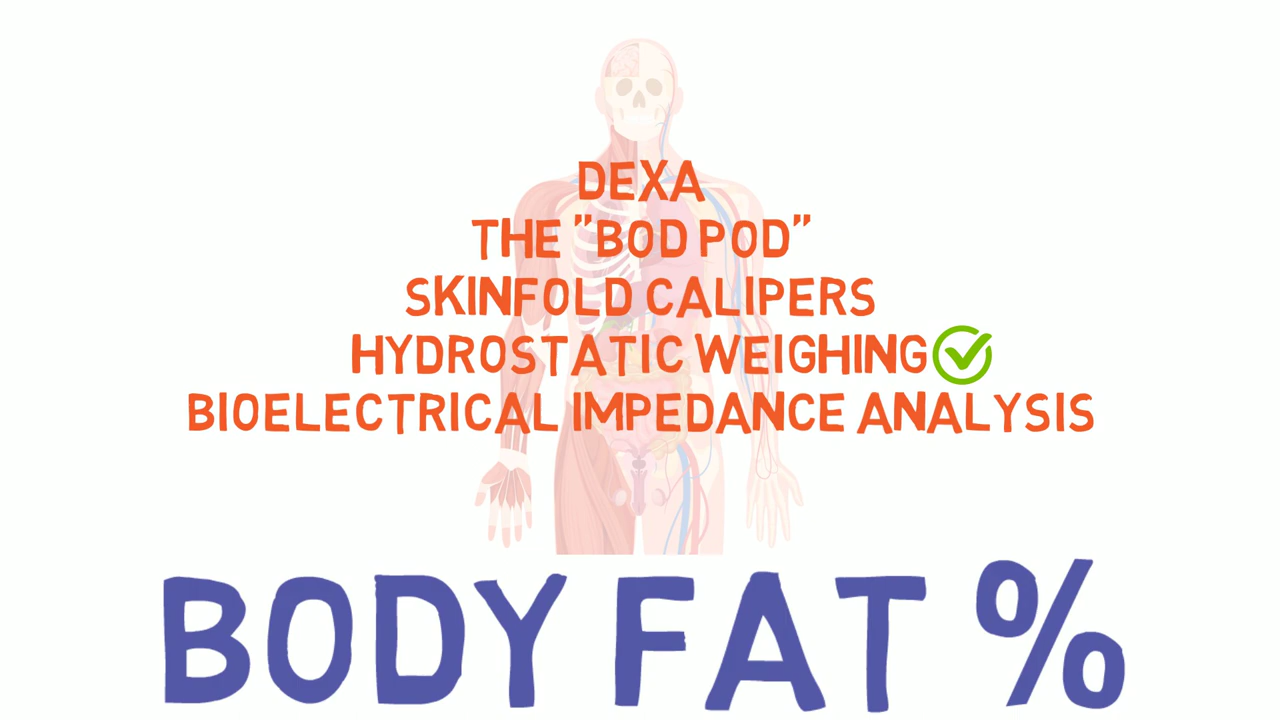 DEXA
THE "BOD POD"
SKINFOLD CALIPERS
HYDROSTATIC WEIGHING
BIOELECTRICAL IMPEDANCE ANALYSIS
BODY FAT %